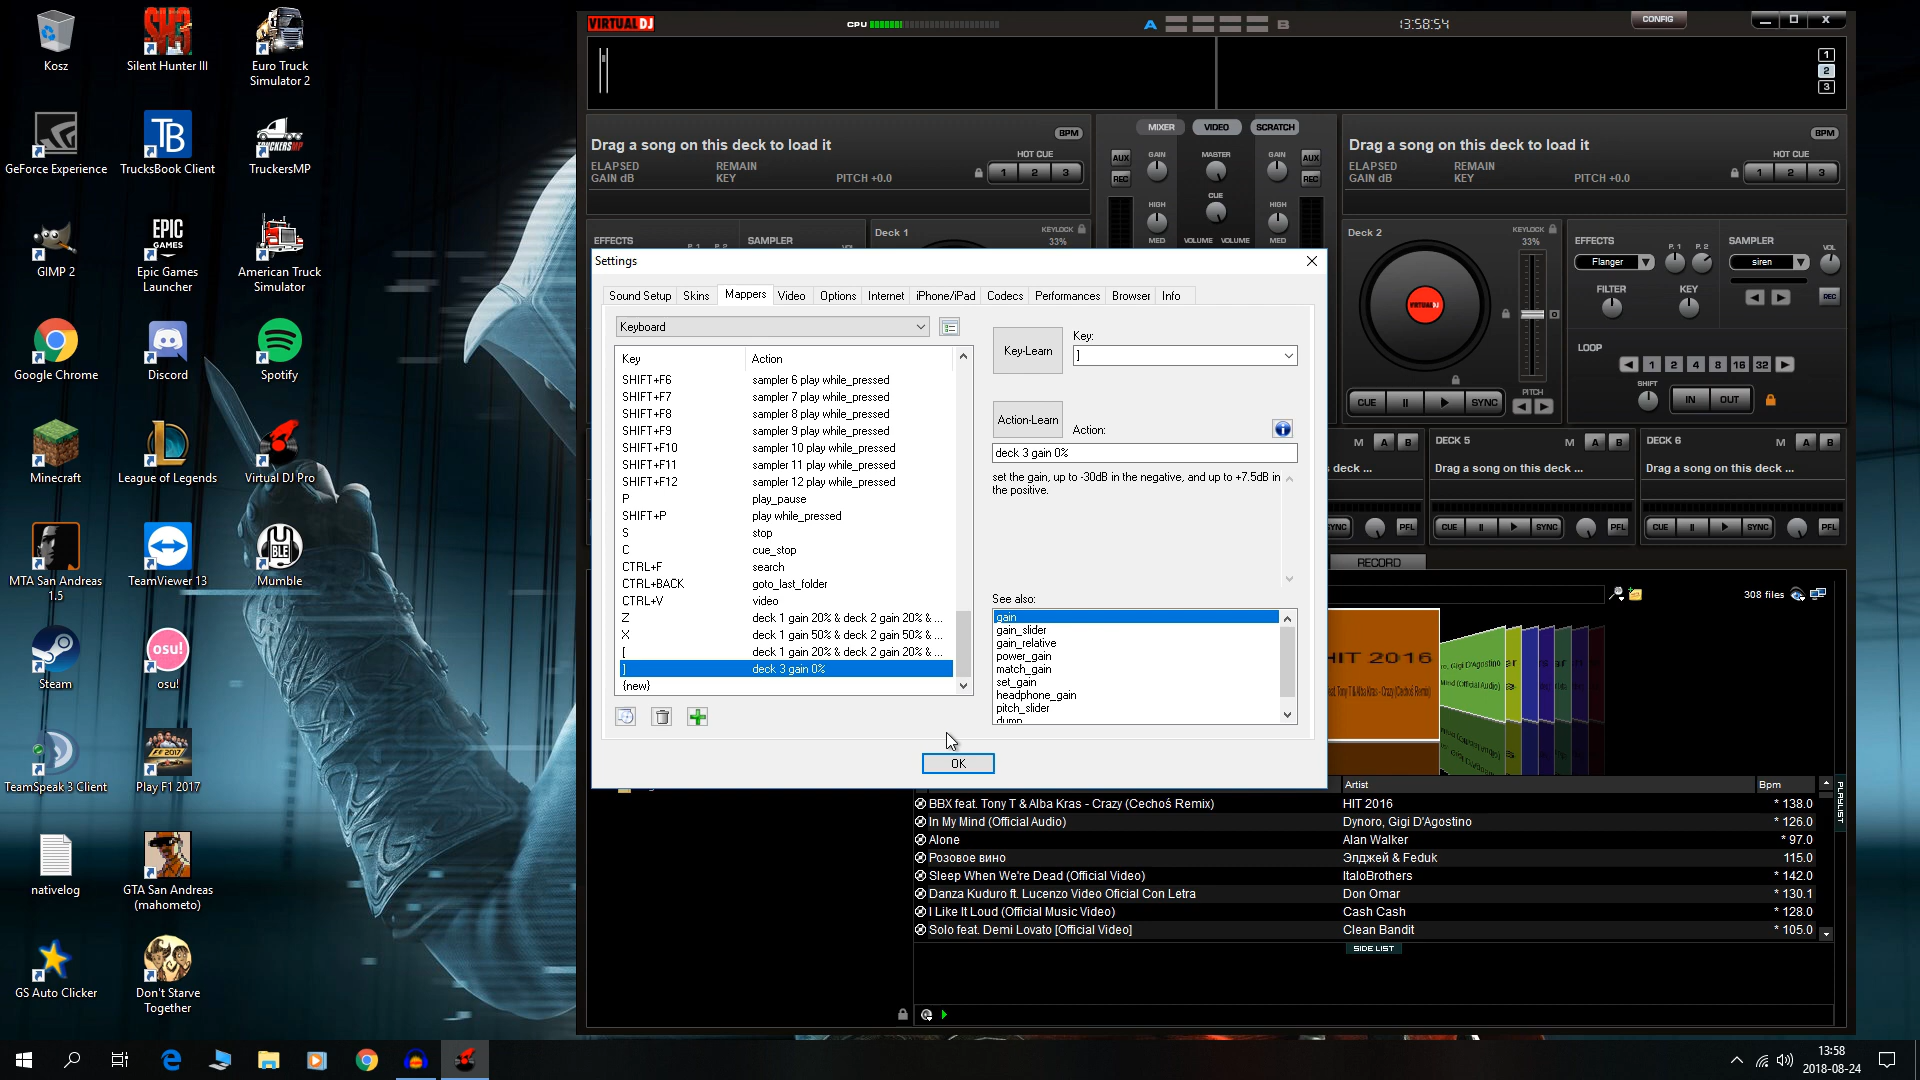 Kosz
Silent Hunter III
Euro Truck
Simulator 2
GeForce Experience
TrucksBook Client
TruckersMP
GIMP 2
EPIC
GAMES
Epic Games
Launcher
American Truck
Simulator
Google Chrome
Discord
Spotify
Minecraft
League of Legends
Virtual DJ Pro
MTA San Andreas
1.5
TeamViewer 13
Mumble
Steam
osu!
osu!
TeamSpeak 3 Client
Play F1 2017
nativelog
GTA San Andreas
(mahometo)
GS Auto Clicker
Don't Starve
Together
VIRTUAL DJ
CPU
A
B
13:58:54
CONFIG
1
2
3
Drag a song on this deck to load it
BPM
ELAPSED
REMAIN
GAIN dB
KEY
PITCH +0.0
HOT CUE
1 2 3
MIXER VIDEO SCRATCH
AUX GAIN MASTER GAIN AUX
REC REC
CUE
HIGH HIGH
MED VOLUME VOLUME MED
Drag a song on this deck to load it
BPM
ELAPSED
REMAIN
GAIN dB
KEY
PITCH +0.0
HOT CUE
1 2 3
EFFECTS
P. 1 P. 2
SAMPLER
VOL
Deck 1
KEYLOCK
33%
Deck 2
KEYLOCK
33%
VIRTUAL DJ
CUE
SYNC
PITCH
EFFECTS
P. 1 P. 2
Flanger
FILTER
KEY
SAMPLER
VOL
siren
REC
LOOP
1 2 4 8 16 32
SHIFT
IN OUT
Settings
Sound Setup
Skins
Mappers
Video
Options
Internet
iPhone/iPad
Codecs
Performances
Browser
Info
Keyboard
Key Action
SHIFT+F6 sampler 6 play while_pressed
SHIFT+F7 sampler 7 play while_pressed
SHIFT+F8 sampler 8 play while_pressed
SHIFT+F9 sampler 9 play while_pressed
SHIFT+F10 sampler 10 play while_pressed
SHIFT+F11 sampler 11 play while_pressed
SHIFT+F12 sampler 12 play while_pressed
P play_pause
SHIFT+P play while_pressed
S stop
C cue_stop
CTRL+F search
CTRL+BACK goto_last_folder
CTRL+V video
Z deck 1 gain 20% & deck 2 gain 20% & ...
X deck 1 gain 50% & deck 2 gain 50% & ...
[ deck 1 gain 20% & deck 2 gain 20% & ...
] deck 3 gain 0%
{new}
Key-Learn
Key:
]
Action-Learn
Action:
deck 3 gain 0%
set the gain, up to -30dB in the negative, and up to +7.5dB in
the positive.
See also:
gain
gain_slider
gain_relative
power_gain
match_gain
set_gain
headphone_gain
pitch_slider
dump
OK
M A B
deck ...
SYNC
PFL
DECK 5 M A B
Drag a song on this deck ...
CUE SYNC PFL
DECK 6 M A B
Drag a song on this deck ...
CUE SYNC PFL
RECORD
308 files
HIT 2016
Artist
Bpm
PLAYLIST
BBX feat. Tony T & Alba Kras - Crazy (Cechoś Remix) HIT 2016 * 138.0
In My Mind (Official Audio) Dynoro, Gigi D'Agostino * 126.0
Alone Alan Walker * 97.0
Розовое вино Элджей & Feduk 115.0
Sleep When We're Dead (Official Video) ItaloBrothers * 142.0
Danza Kuduro ft. Lucenzo Video Oficial Con Letra Don Omar * 130.1
I Like It Loud (Official Music Video) Cash Cash * 128.0
Solo feat. Demi Lovato [Official Video] Clean Bandit * 105.0
SIDE LIST
13:58
2018-08-24